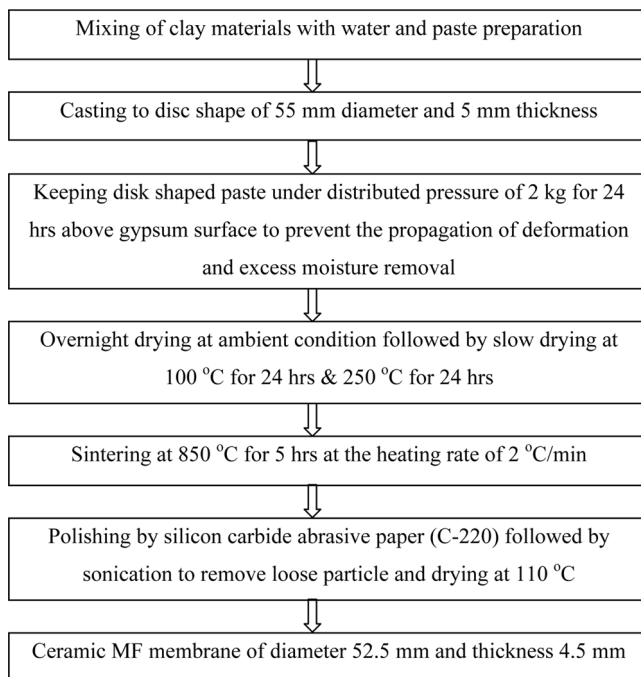 Mixing of clay materials with water and paste preparation
Casting to disc shape of 55 mm diameter and 5 mm thickness
Keeping disk shaped paste under distributed pressure of 2 kg for 24
hrs above gypsum surface to prevent the propagation of deformation
and excess moisture removal
Overnight drying at ambient condition followed by slow drying at
100 °C for 24 hrs & 250 °C for 24 hrs
Sintering at 850 °C for 5 hrs at the heating rate of 2 °C/min
Polishing by silicon carbide abrasive paper (C-220) followed by
sonication to remove loose particle and drying at 110 °C
Ceramic MF membrane of diameter 52.5 mm and thickness 4.5 mm